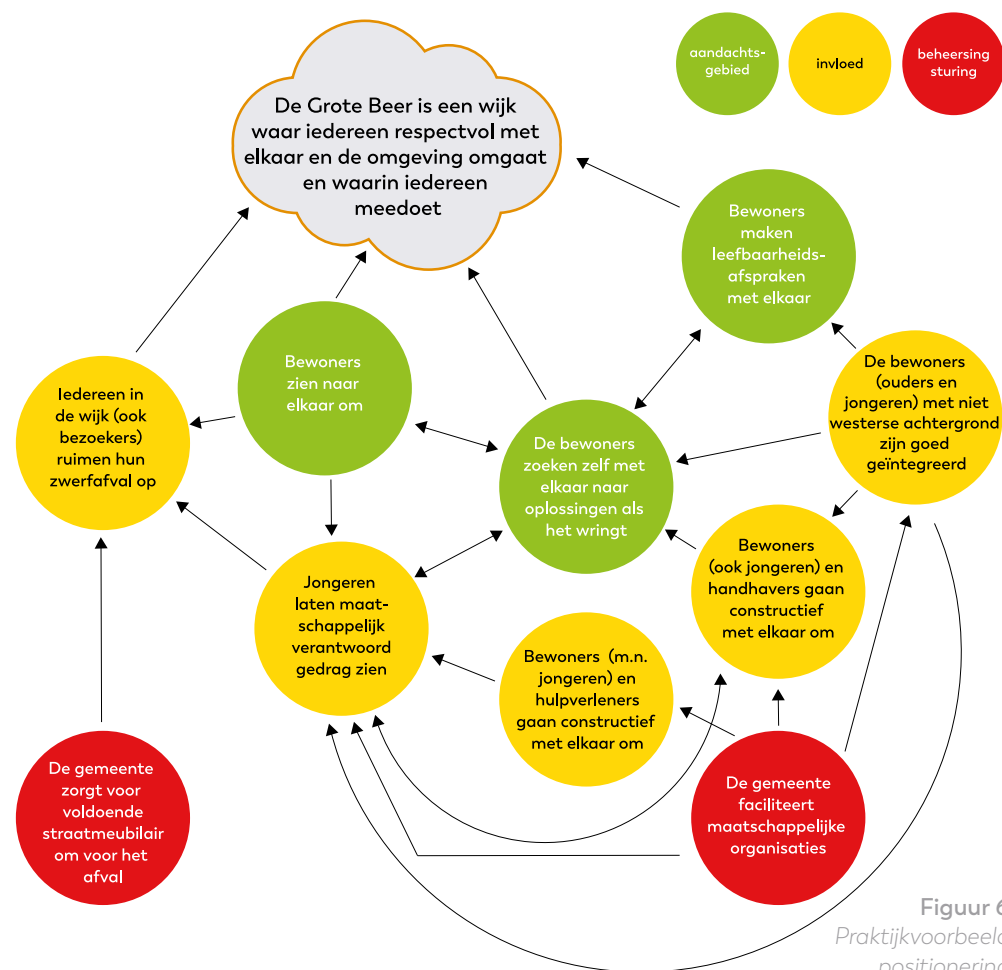 aandachts-
gebied
invloed
beheersing
sturing
De Grote Beer is een wijk
waar iedereen respectvol met
elkaar en de omgeving omgaat
en waarin iedereen
meedoet
Bewoners
maken
leefbaarheids-
afspraken
met elkaar
Bewoners
zien naar
elkaar om
Iedereen in
de wijk (ook
bezoekers)
ruimen hun
zwerfafval op
De bewoners
zoeken zelf met
elkaar naar
oplossingen als
het wringt
De bewoners
(ouders en
jongeren) met niet
westerse achtergrond
zijn goed
geïntegreerd
Jongeren
laten maat-
schappelijk
verantwoord
gedrag zien
Bewoners
(ook jongeren) en
handhavers gaan
constructief
met elkaar om
Bewoners (m.n.
jongeren) en
hulpverleners
gaan constructief
met elkaar om
De gemeente
zorgt voor
voldoende
straatmeubilair
om voor het
afval
De gemeente
faciliteert
maatschappelijke
organisaties
Figuur 6
Praktijkvoorbeeld
positionering